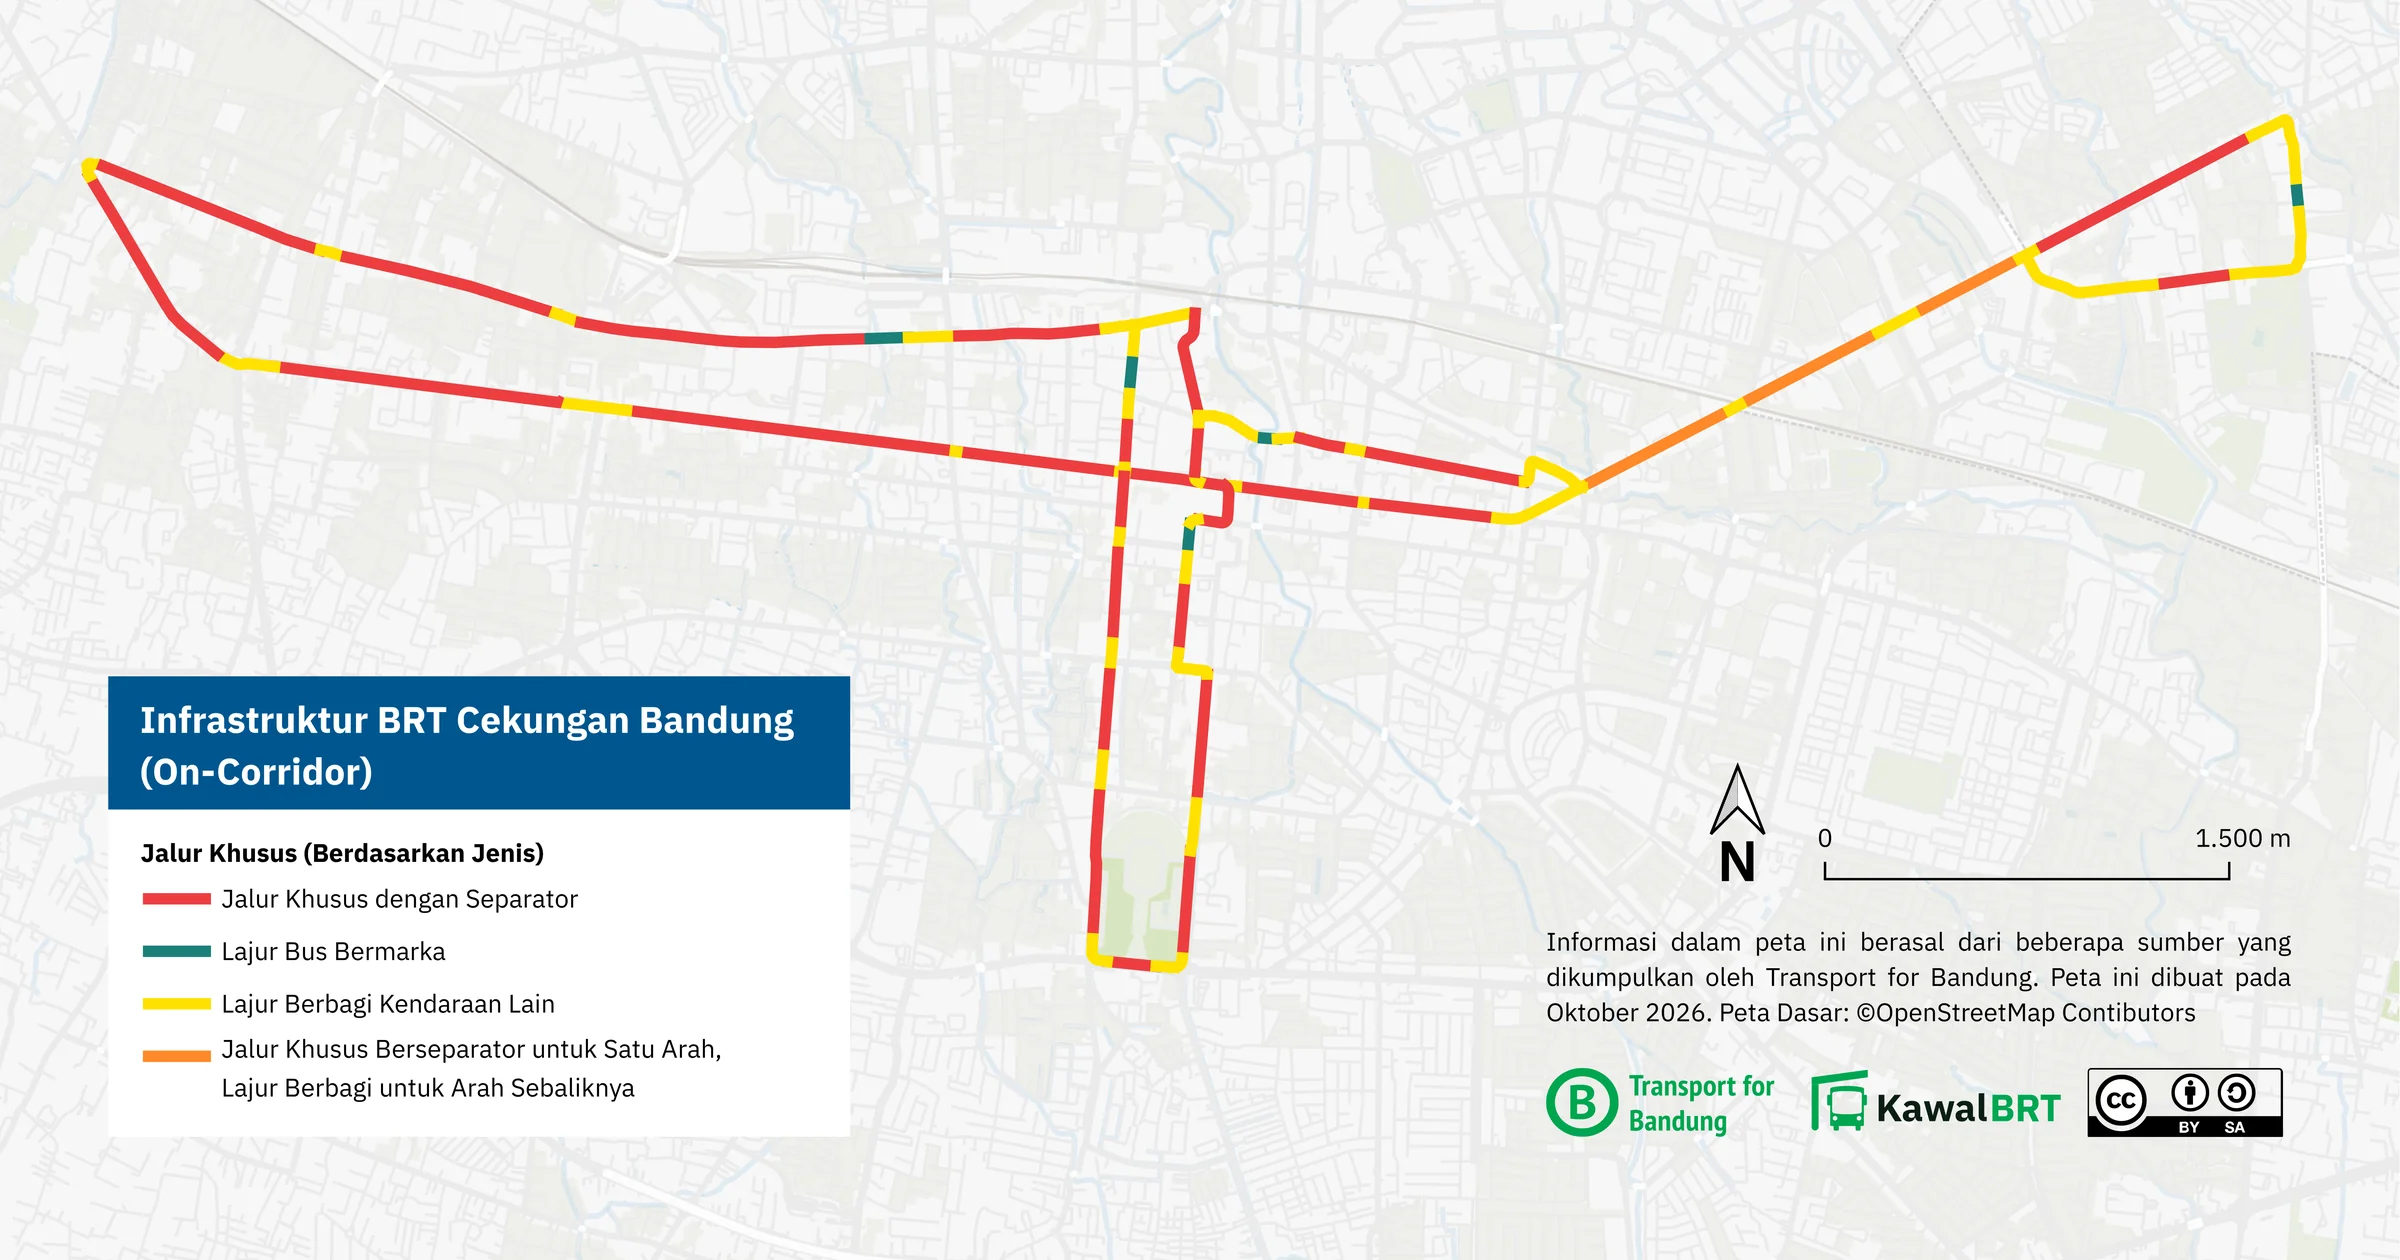 Infrastruktur BRT Cekungan Bandung
(On-Corridor)
Jalur Khusus (Berdasarkan Jenis)
Jalur Khusus dengan Separator
Lajur Bus Bermarka
Lajur Berbagi Kendaraan Lain
Jalur Khusus Berseparator untuk Satu Arah,
Lajur Berbagi untuk Arah Sebaliknya
N
0 1.500 m
Informasi dalam peta ini berasal dari beberapa sumber yang
dikumpulkan oleh Transport for Bandung. Peta ini dibuat pada
Oktober 2026. Peta Dasar: ©OpenStreetMap Contibutors
B Transport for
Bandung
KawalBRT
cc
BY SA